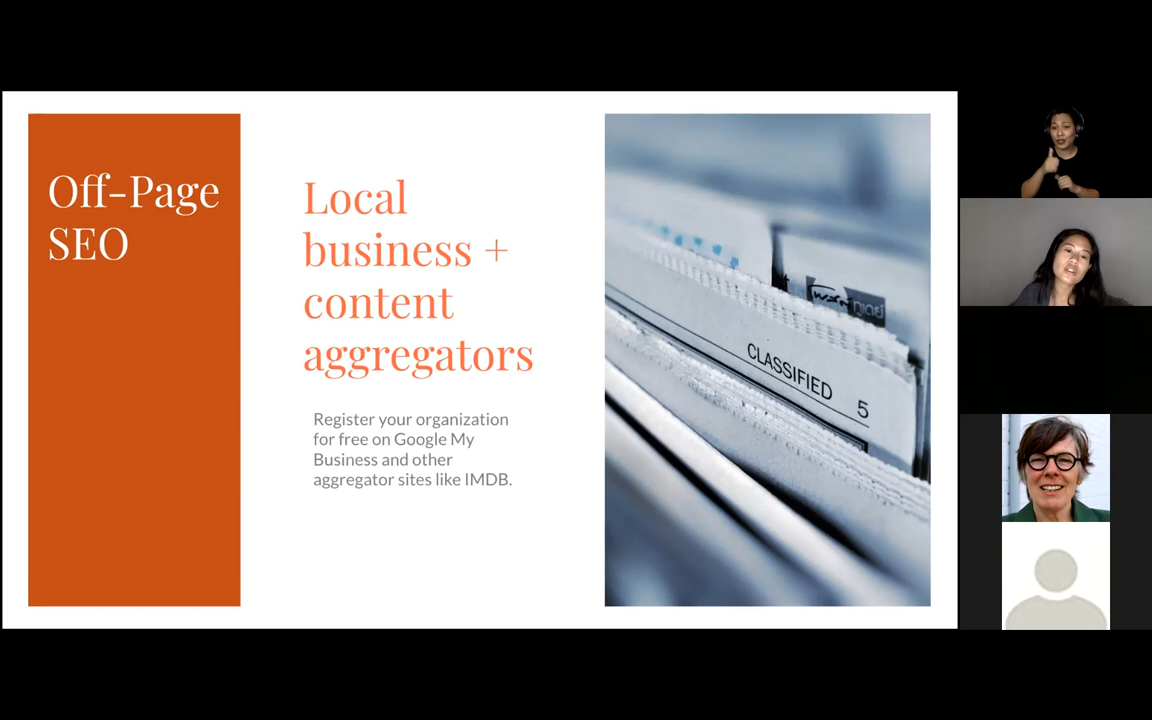 Off-Page
SEO
Local
business +
content
aggregators
Register your organization
for free on Google My
Business and other
aggregator sites like IMDB.
CLASSIFIED 5